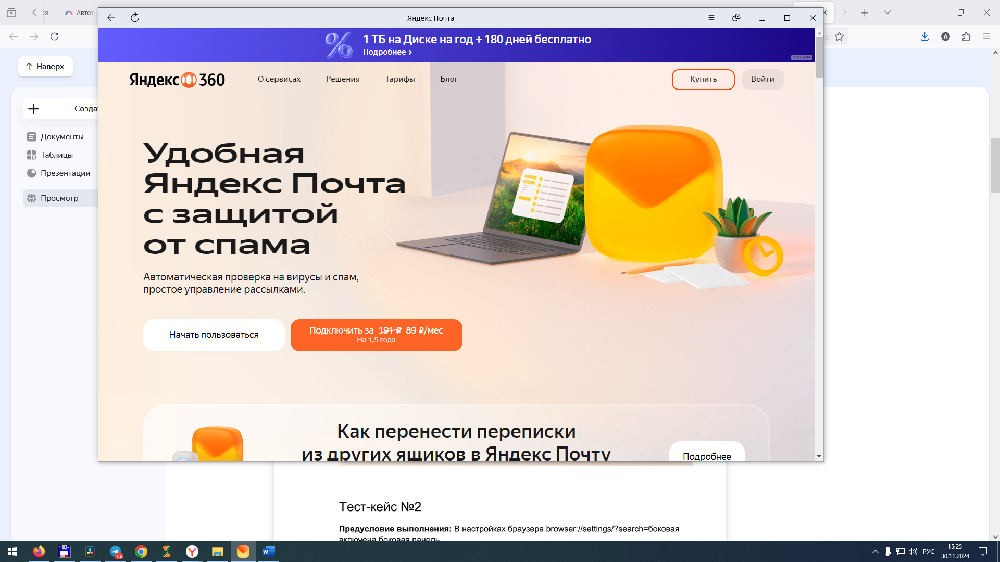 Автот
Яндекс Почта
1 ТБ на Диске на год + 180 дней бесплатно
Подробнее ›
РЕКЛАМА
Наверх
Яндекс 360
О сервисах
Решения
Тарифы
Блог
Купить
Войти
Созда
Документы
Таблицы
Презентации
Просмотр
Удобная
Яндекс Почта
с защитой
от спама
Автоматическая проверка на вирусы и спам,
простое управление рассылками.
Начать пользоваться
Подключить за 191 ₽ 89 ₽/мес
На 1,5 года
Как перенести переписки
из других ящиков в Яндекс Почту
Подробнее
Тест-кейс №2
Предусловие выполнения: В настройках браузера browser://settings/?search=боковая
включена боковая панель
.06
РУС
15:25
30.11.2024